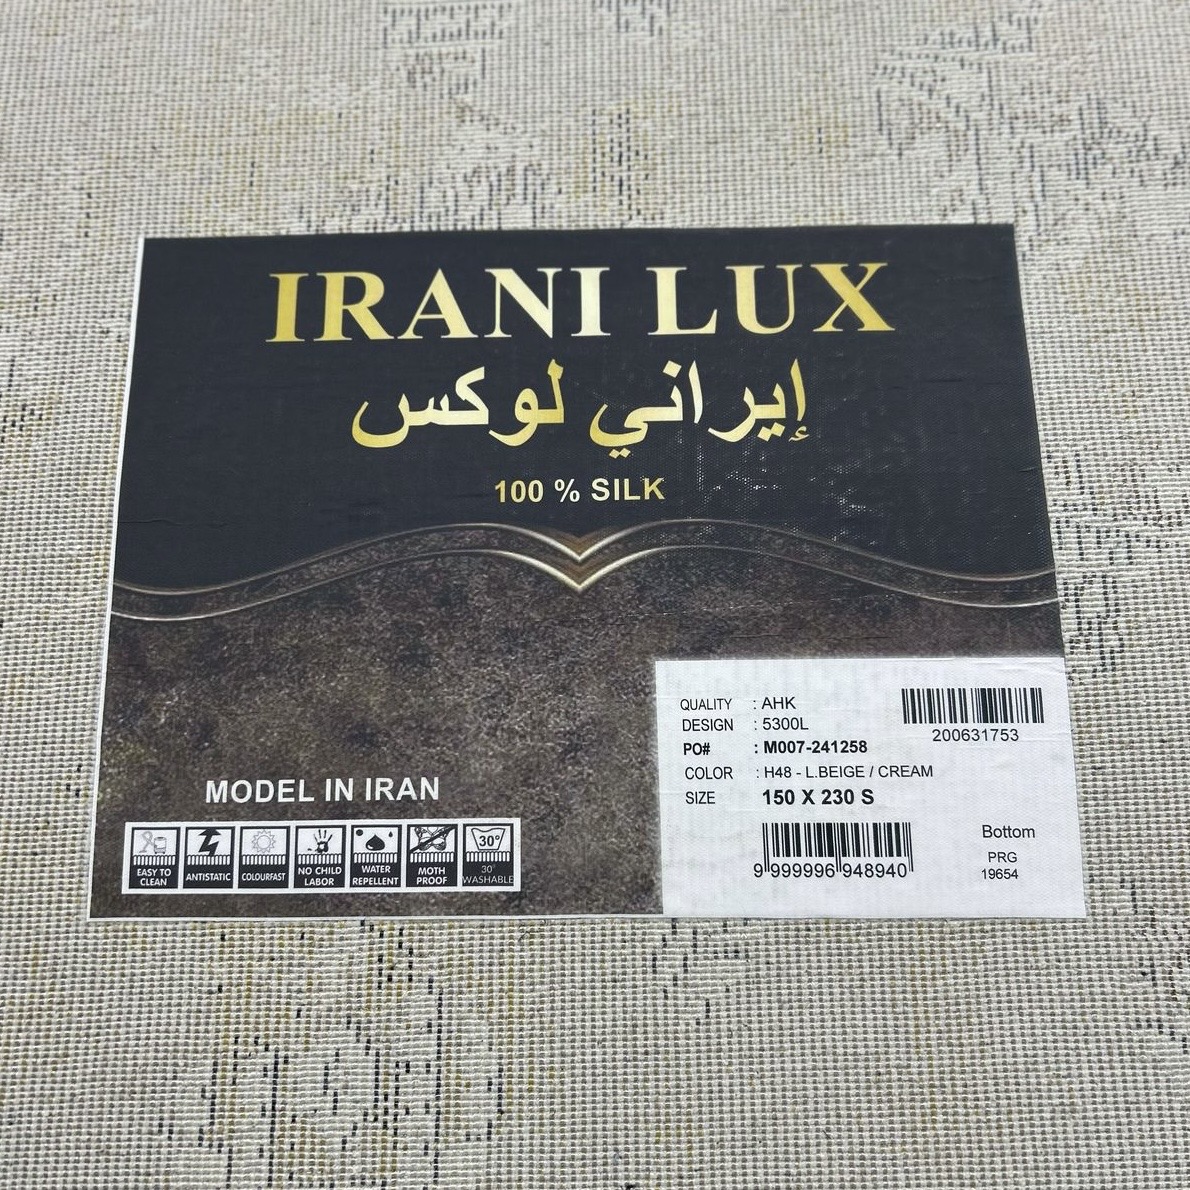 IRANI LUX
إيراني لوكس
100 % SILK
MODEL IN IRAN
EASY TO CLEAN
ANTISTATIC
COLOURFAST
NO CHILD LABOR
WATER REPELLENT
MOTH PROOF
30°
30° WASHABLE
QUALITY : AHK
DESIGN : 5300L
PO# : M007-241258
COLOR : H48 - L.BEIGE / CREAM
SIZE 150 X 230 S
200631753
9 999996 948940
Bottom
PRG
19654